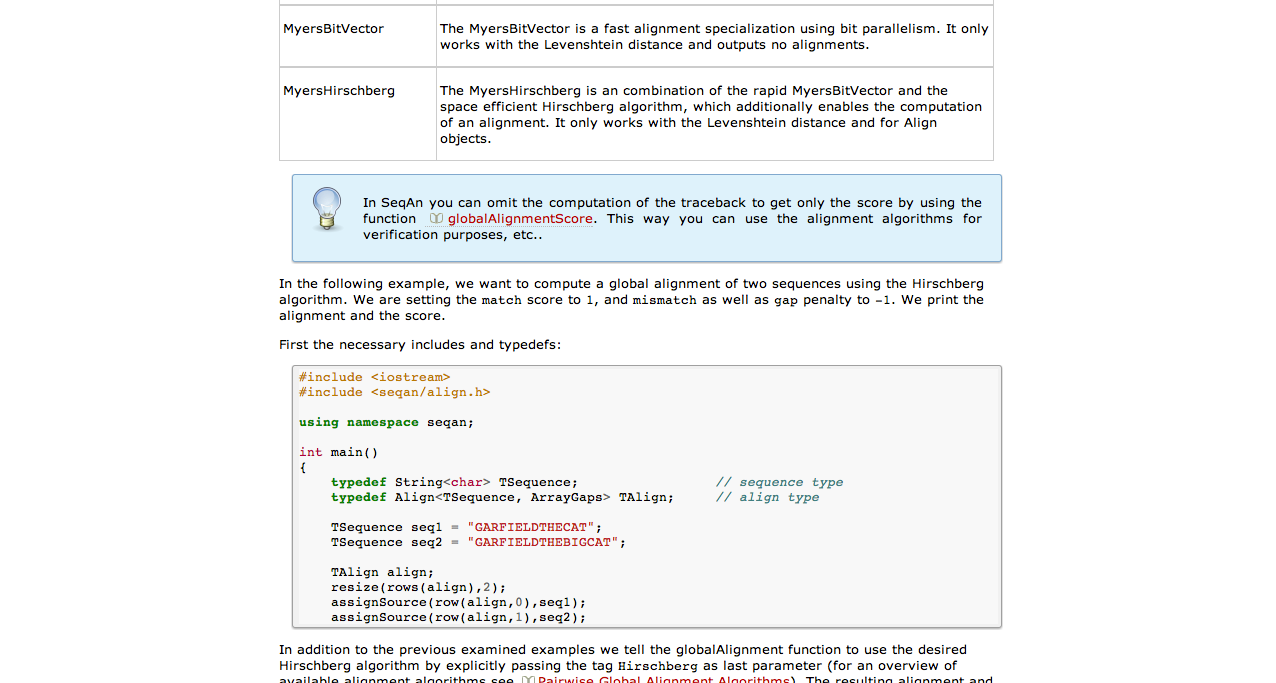 MyersBitVector
The MyersBitVector is a fast alignment specialization using bit parallelism. It only
works with the Levenshtein distance and outputs no alignments.
MyersHirschberg
The MyersHirschberg is an combination of the rapid MyersBitVector and the
space efficient Hirschberg algorithm, which additionally enables the computation
of an alignment. It only works with the Levenshtein distance and for Align
objects.
In SeqAn you can omit the computation of the traceback to get only the score by using the
function globalAlignmentScore. This way you can use the alignment algorithms for
verification purposes, etc..
In the following example, we want to compute a global alignment of two sequences using the Hirschberg
algorithm. We are setting the match score to 1, and mismatch as well as gap penalty to -1. We print the
alignment and the score.
First the necessary includes and typedefs:
#include <iostream>
#include <seqan/align.h>
using namespace seqan;
int main()
{
typedef String<char> TSequence; // sequence type
typedef Align<TSequence, ArrayGaps> TAlign; // align type
TSequence seq1 = "GARFIELDTHECAT";
TSequence seq2 = "GARFIELDTHEBIGCAT";
TAlign align;
resize(rows(align),2);
assignSource(row(align,0),seq1);
assignSource(row(align,1),seq2);
In addition to the previous examined examples we tell the globalAlignment function to use the desired
Hirschberg algorithm by explicitly passing the tag Hirschberg as last parameter (for an overview of
available alignment algorithms see Pairwise Global Alignment Algorithms). The resulting alignment and